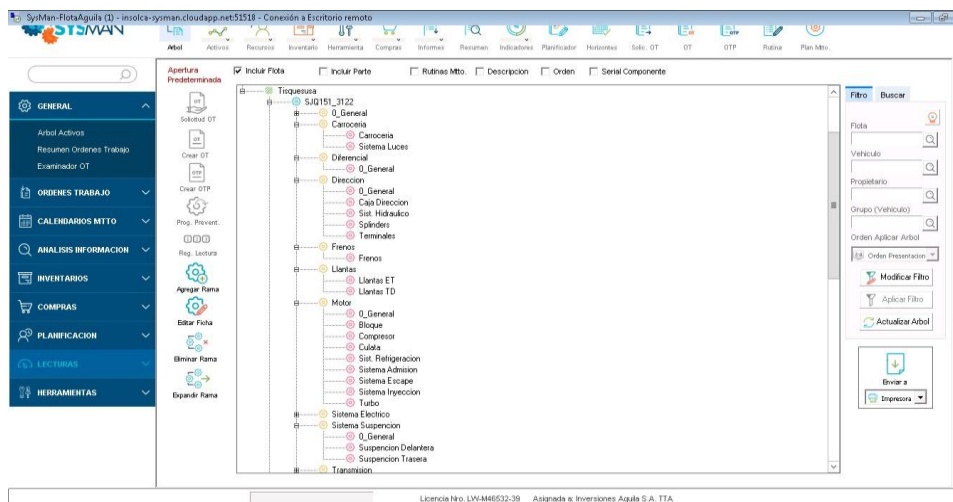 SysMan-FlotaAguila (1) - insolca-sysman.cloudapp.net:51518 - Conexión a Escritorio remoto
SYSMAN
Arbol Activos Recursos Inventario Herramienta Compras Informes Resumen Indicadores Planificador Horizontes Solic. OT OT OTP Rutina Plan Mtto.
Apertura Predeterminada
Incluir Flota Incluir Parte Rutinas Mtto. Descripcion Orden Serial Componente
GENERAL
Arbol Activos
Resumen Ordenes Trabajo
Examinador OT
ORDENES TRABAJO
CALENDARIOS MTTO
ANALISIS INFORMACION
INVENTARIOS
COMPRAS
PLANIFICACION
LECTURAS
HERRAMIENTAS
Solicitud OT
Crear OT
Crear OTP
Prog. Prevent.
Reg. Lectura
Agregar Rama
Editar Ficha
Eliminar Rama
Expandir Rama
Tisquesusa
SJQ151_3122
0_General
Carroceria
Carroceria
Sistema Luces
Diferencial
0_General
Direccion
0_General
Caja Direccion
Sist. Hidraulico
Splinders
Terminales
Frenos
Frenos
Llantas
Llantas ET
Llantas TD
Motor
0_General
Bloque
Compresor
Culata
Sist. Refrigeracion
Sistema Admision
Sistema Escape
Sistema Inyeccion
Turbo
Sistema Electrico
Sistema Suspencion
0_General
Suspencion Delantera
Suspencion Trasera
Transmision
Filtro Buscar
Flota
Vehiculo
Propietario
Grupo (Vehiculo)
Orden Aplicar Arbol
Orden Presentacion
Modificar Filtro
Aplicar Filtro
Actualizar Arbol
Enviar a
Impresora
Licencia Nro. LW-M46532-39 Asignada a: Inversiones Aguila S.A. TTA